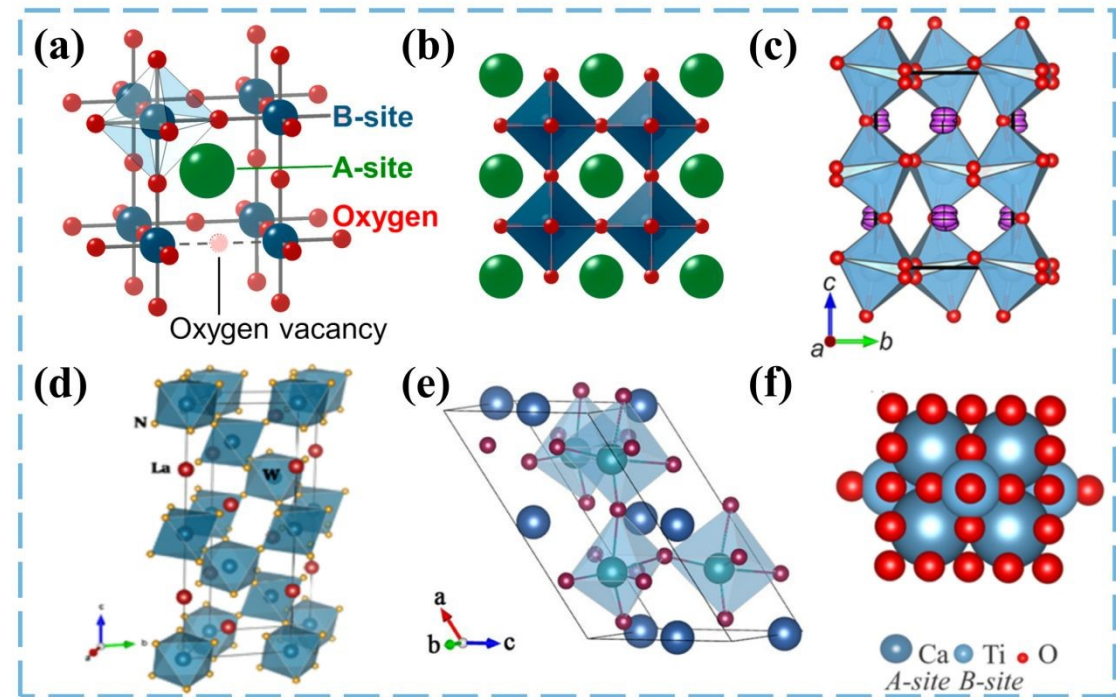 (a)
B-site
A-site
Oxygen
Oxygen vacancy
(b)
(c)
c
a b
(d)
N
La
W
c
a b
(e)
a
b c
(f)
Ca Ti O
A-site B-site